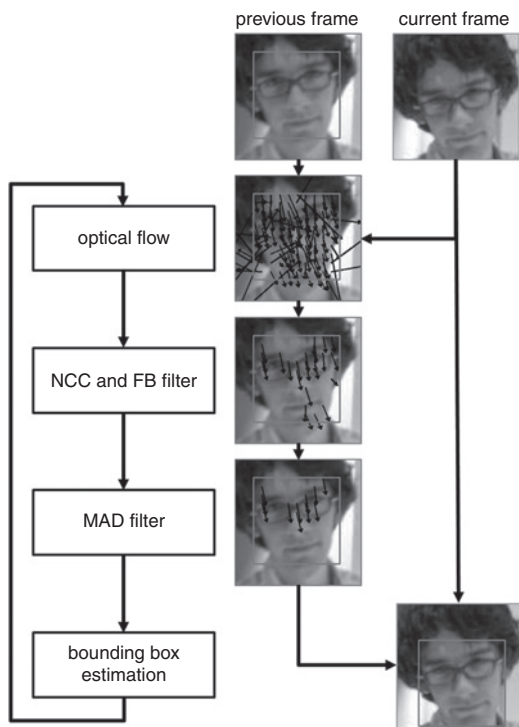 previous frame
current frame
optical flow
NCC and FB filter
MAD filter
bounding box
estimation